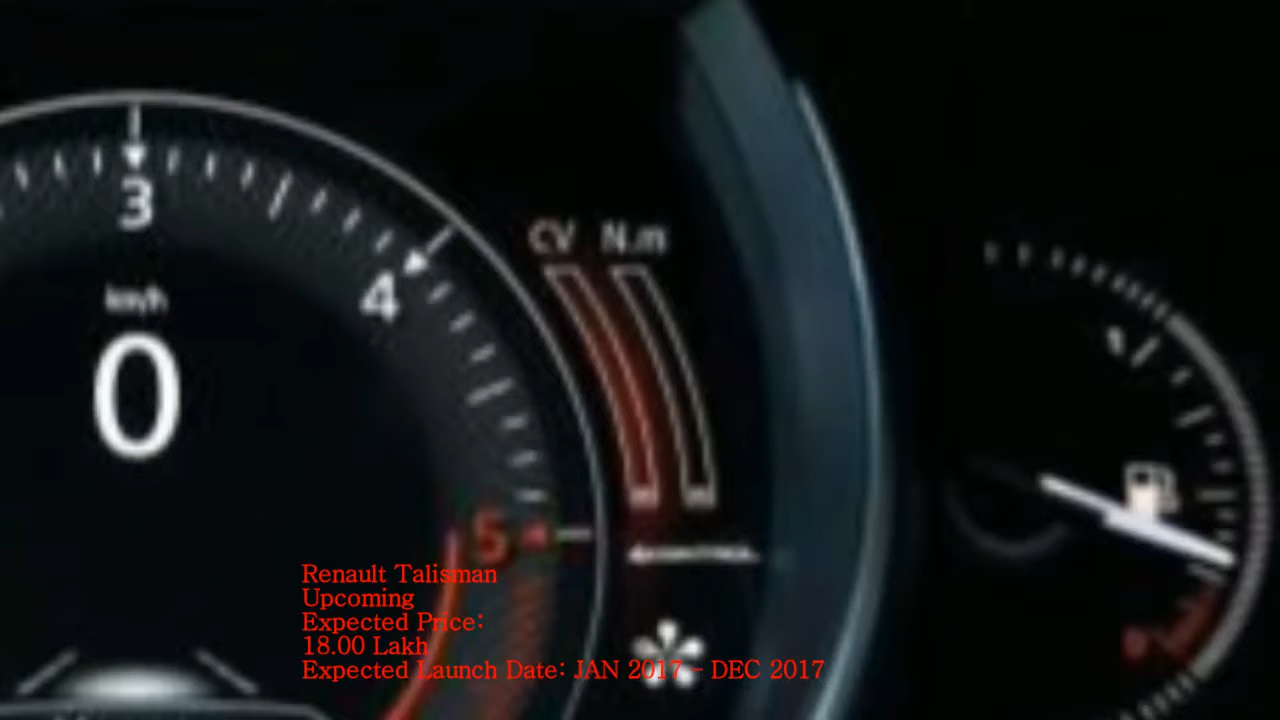 3
CV N.m
4
km/h
0
5
Renault Talisman
Upcoming
Expected Price:
18.00 Lakh
Expected Launch Date: JAN 2017 - DEC 2017